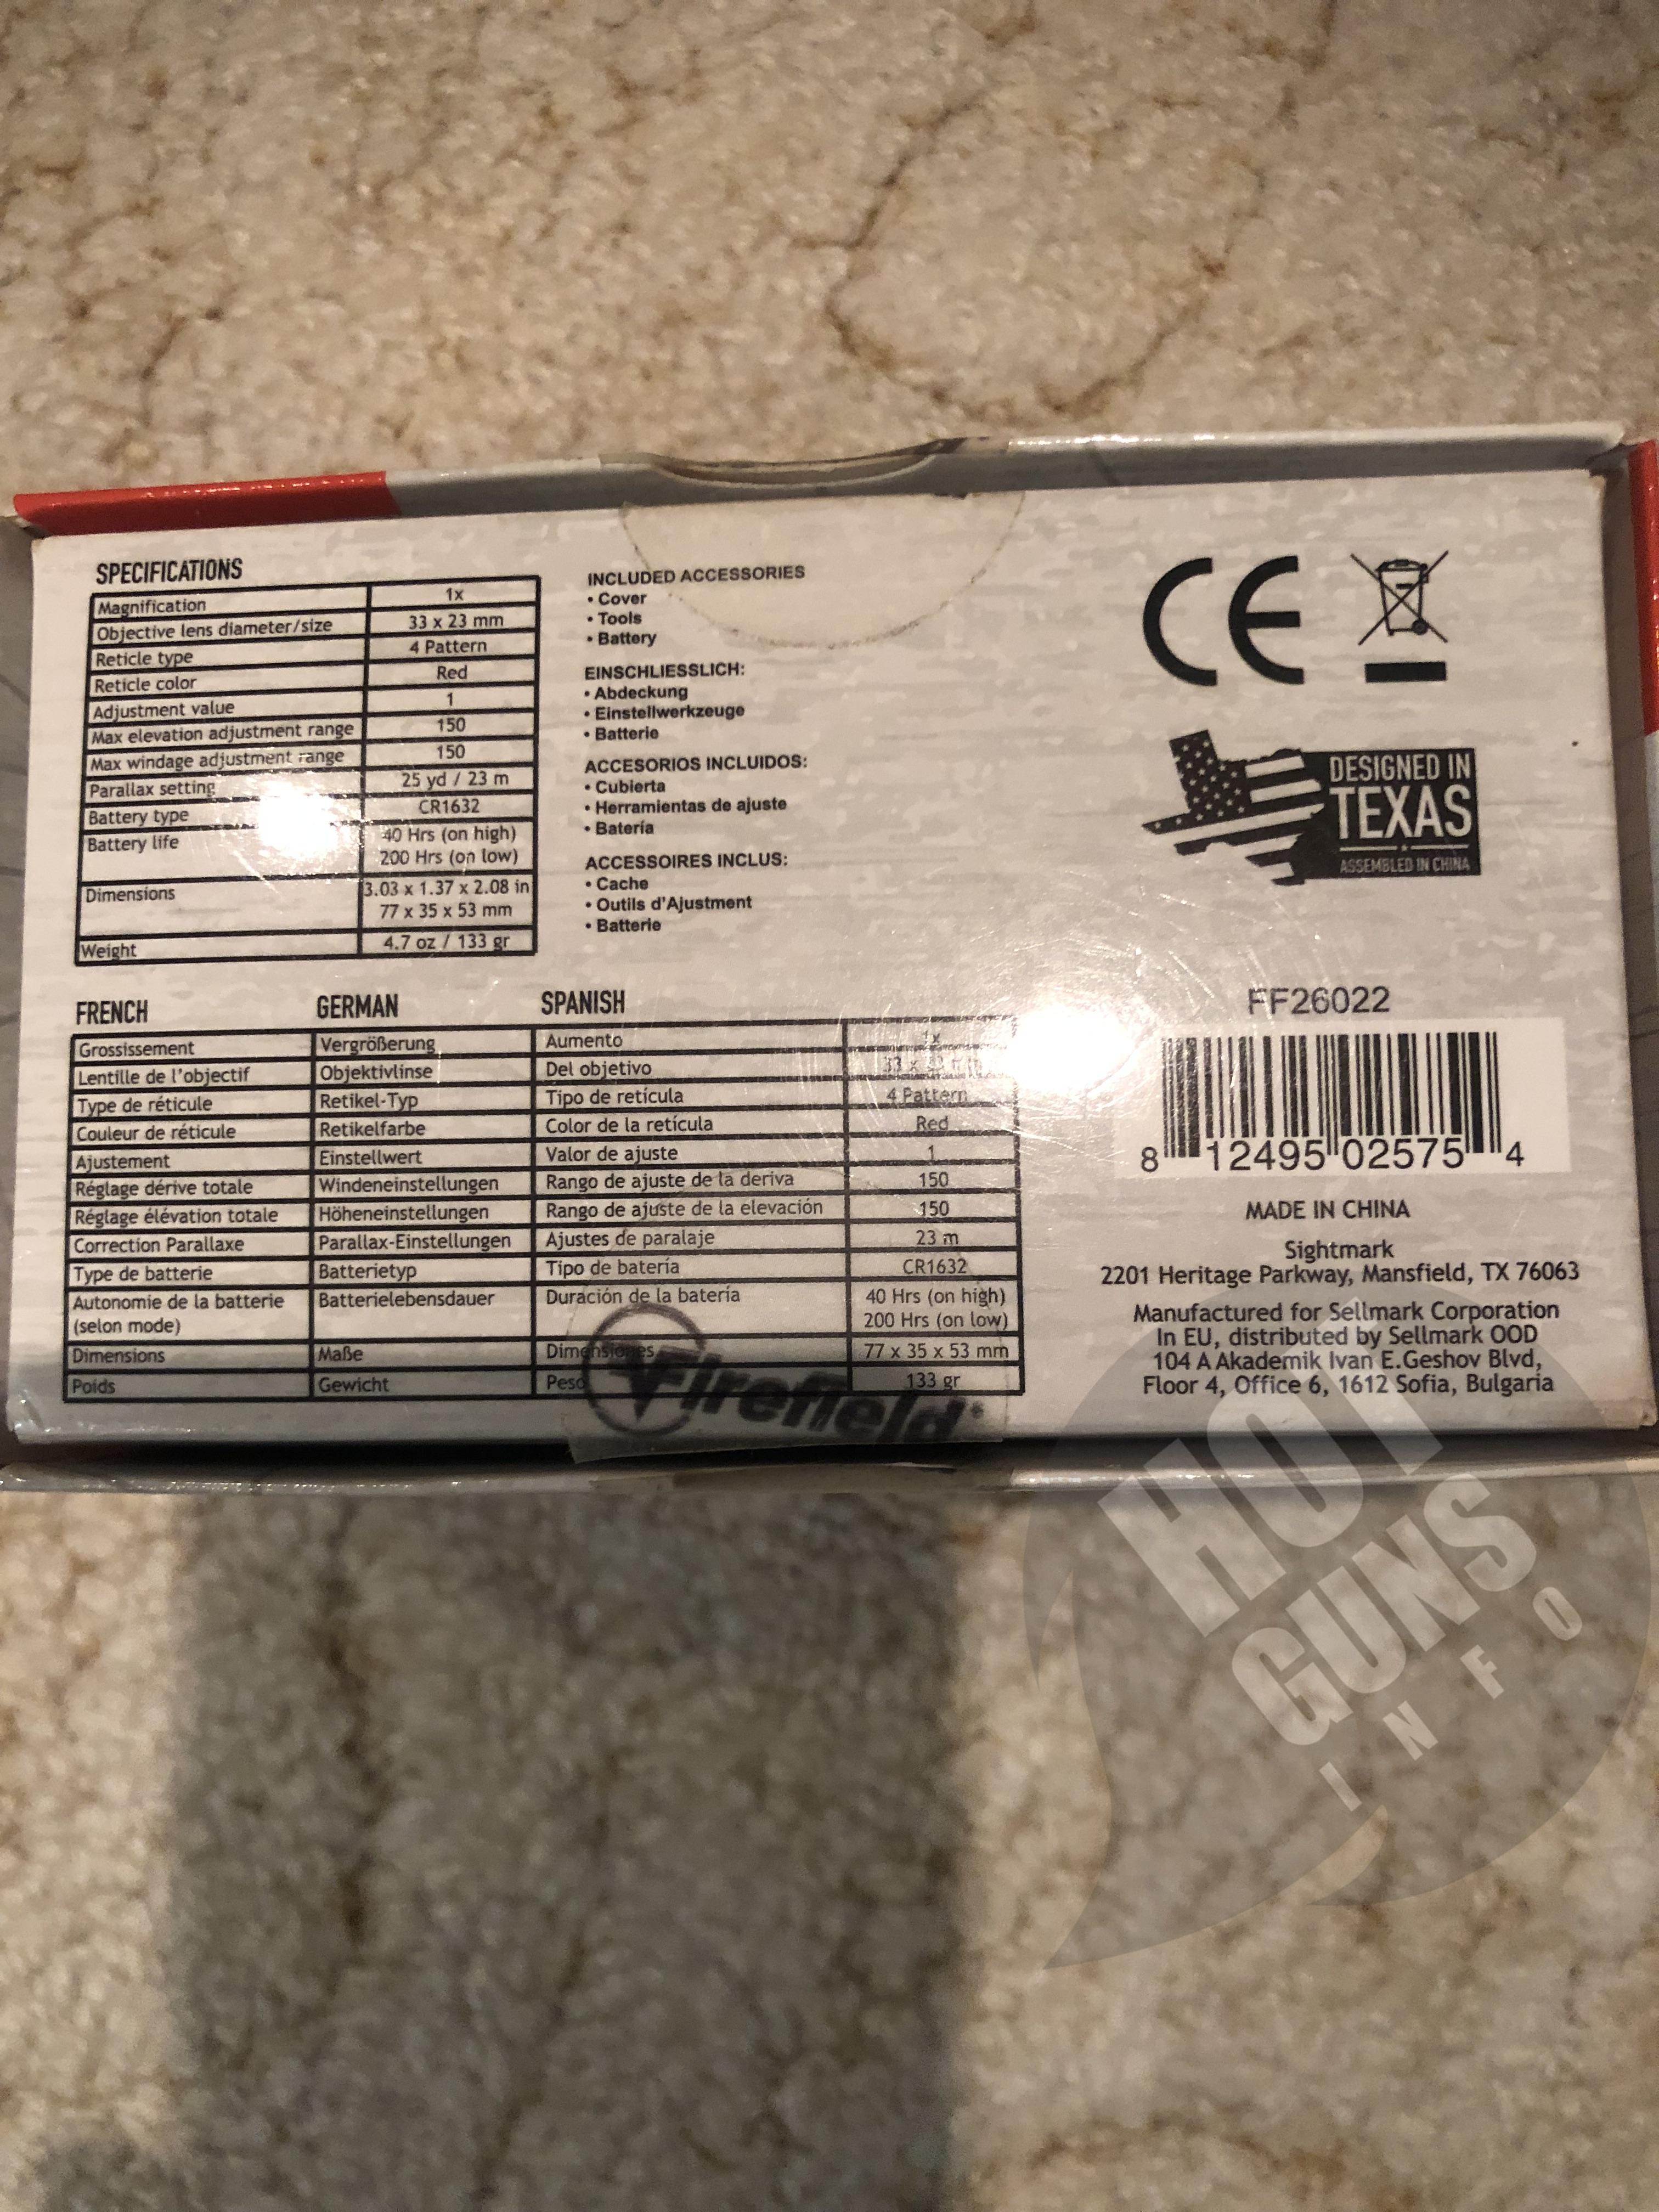 SPECIFICATIONS
Magnification 1x
Objective lens diameter/size 33 x 23 mm
Reticle type 4 Pattern
Reticle color Red
Adjustment value 1
Max elevation adjustment range 150
Max windage adjustment range 150
Parallax setting 25 yd / 23 m
Battery type CR1632
Battery life 40 Hrs (on high)
200 Hrs (on low)
Dimensions 3.03 x 1.37 x 2.08 in
77 x 35 x 53 mm
Weight 4.7 oz / 133 gr
INCLUDED ACCESSORIES
• Cover
• Tools
• Battery
EINSCHLIESSLICH:
• Abdeckung
• Einstellwerkzeuge
• Batterie
ACCESORIOS INCLUIDOS:
• Cubierta
• Herramientas de ajuste
• Batería
ACCESSOIRES INCLUS:
• Cache
• Outils d'Ajustment
• Batterie
CE
DESIGNED IN
TEXAS
ASSEMBLED IN CHINA
FRENCH GERMAN SPANISH
Grossissement Vergrößerung Aumento 1x
Lentille de l'objectif Objektivlinse Del objetivo 33 x 23 mm
Type de réticule Retikel-Typ Tipo de retícula 4 Pattern
Couleur de réticule Retikelfarbe Color de la retícula Red
Ajustement Einstellwert Valor de ajuste 1
Réglage dérive totale Windeneinstellungen Rango de ajuste de la deriva 150
Réglage élévation totale Höheneinstellungen Rango de ajuste de la elevación 150
Correction Parallaxe Parallax-Einstellungen Ajustes de paralaje 23 m
Type de batterie Batterietyp Tipo de batería CR1632
Autonomie de la batterie Batterielebensdauer Duración de la batería 40 Hrs (on high)
(selon mode) 200 Hrs (on low)
Dimensions Maße Dimensiones 77 x 35 x 53 mm
Poids Gewicht Peso 133 gr
Firefield
FF26022
8 12495 02575 4
MADE IN CHINA
Sightmark
2201 Heritage Parkway, Mansfield, TX 76063
Manufactured for Sellmark Corporation
In EU, distributed by Sellmark OOD
104 A Akademik Ivan E.Geshov Blvd,
Floor 4, Office 6, 1612 Sofia, Bulgaria
HOT
GUNS
INFO